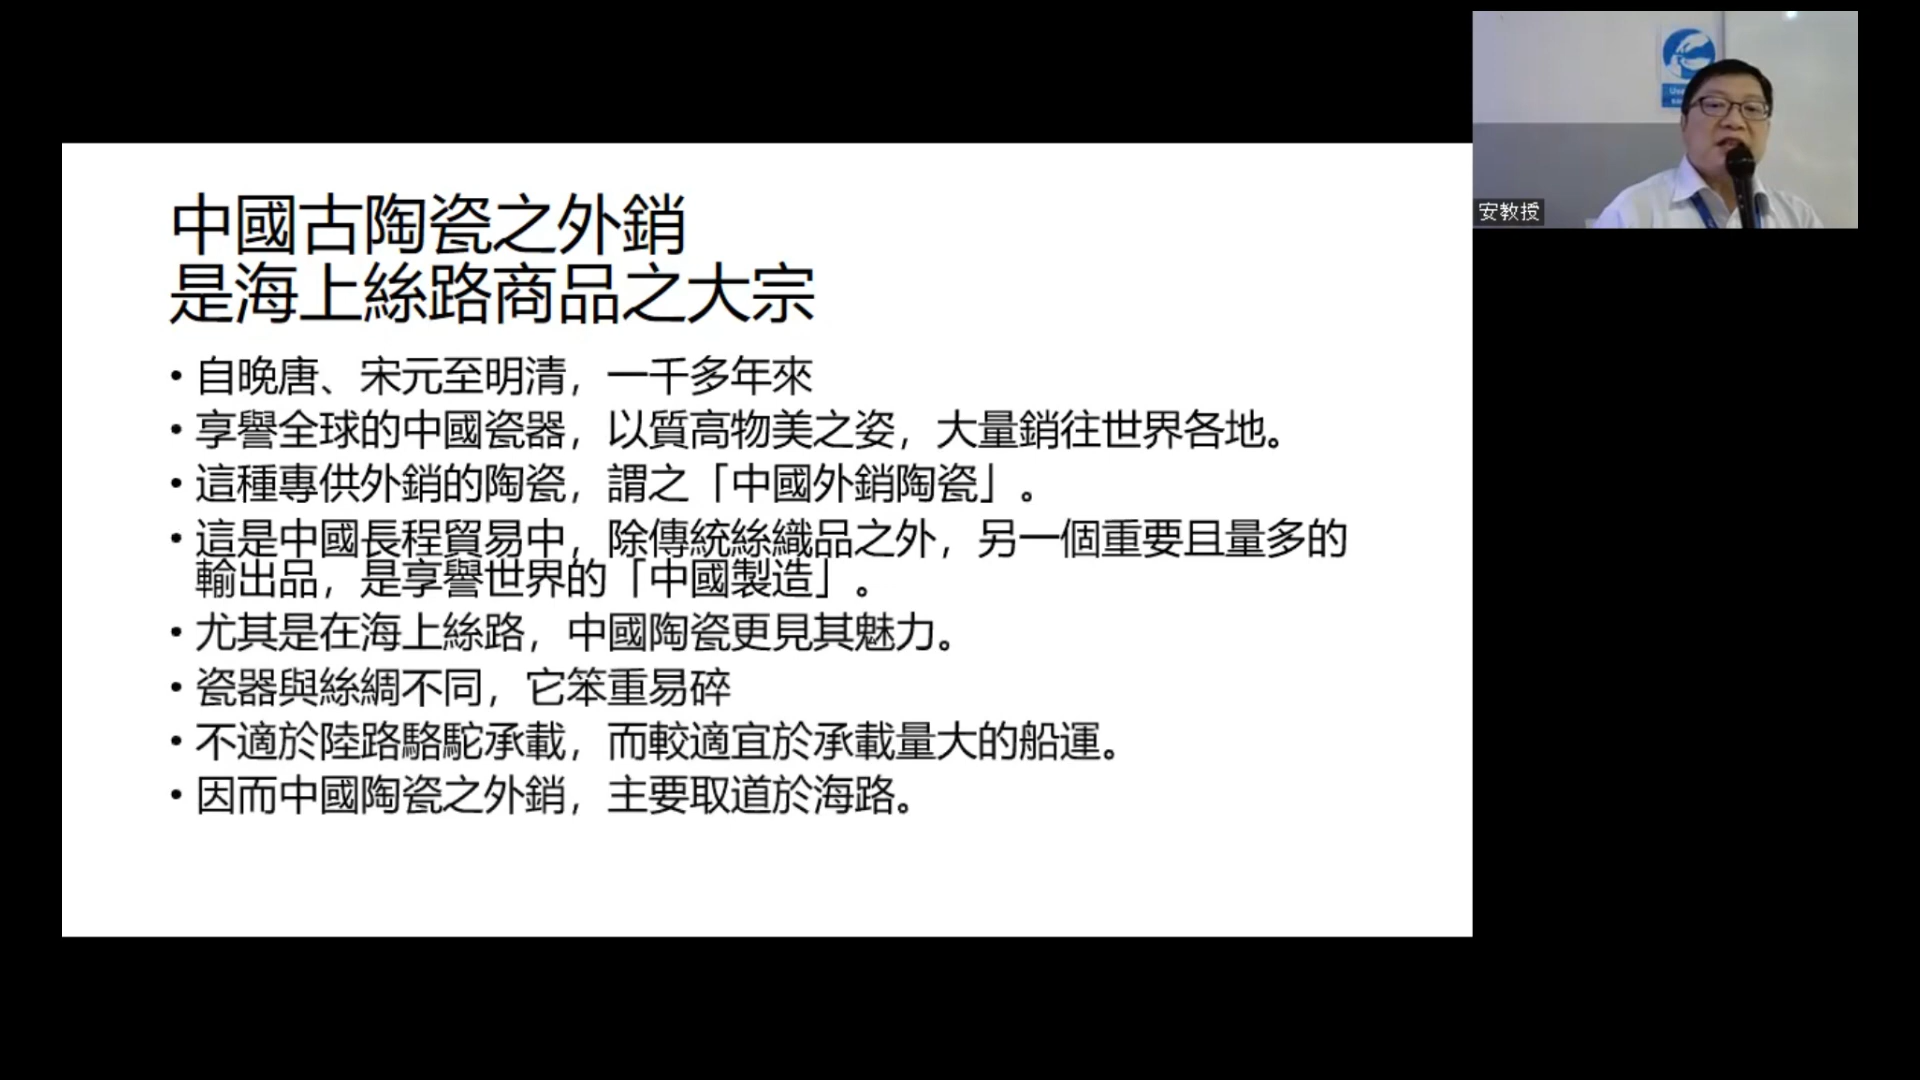 中國古陶瓷之外銷
是海上絲路商品之大宗
• 自晚唐、宋元至明清，一千多年來
• 享譽全球的中國瓷器，以質高物美之姿，大量銷往世界各地。
• 這種專供外銷的陶瓷，謂之「中國外銷陶瓷」。
• 這是中國長程貿易中，除傳統絲織品之外，另一個重要且量多的
輸出品，是享譽世界的「中國製造」。
• 尤其是在海上絲路，中國陶瓷更見其魅力。
• 瓷器與絲綢不同，它笨重易碎
• 不適於陸路駱駝承載，而較適宜於承載量大的船運。
• 因而中國陶瓷之外銷，主要取道於海路。
安教授